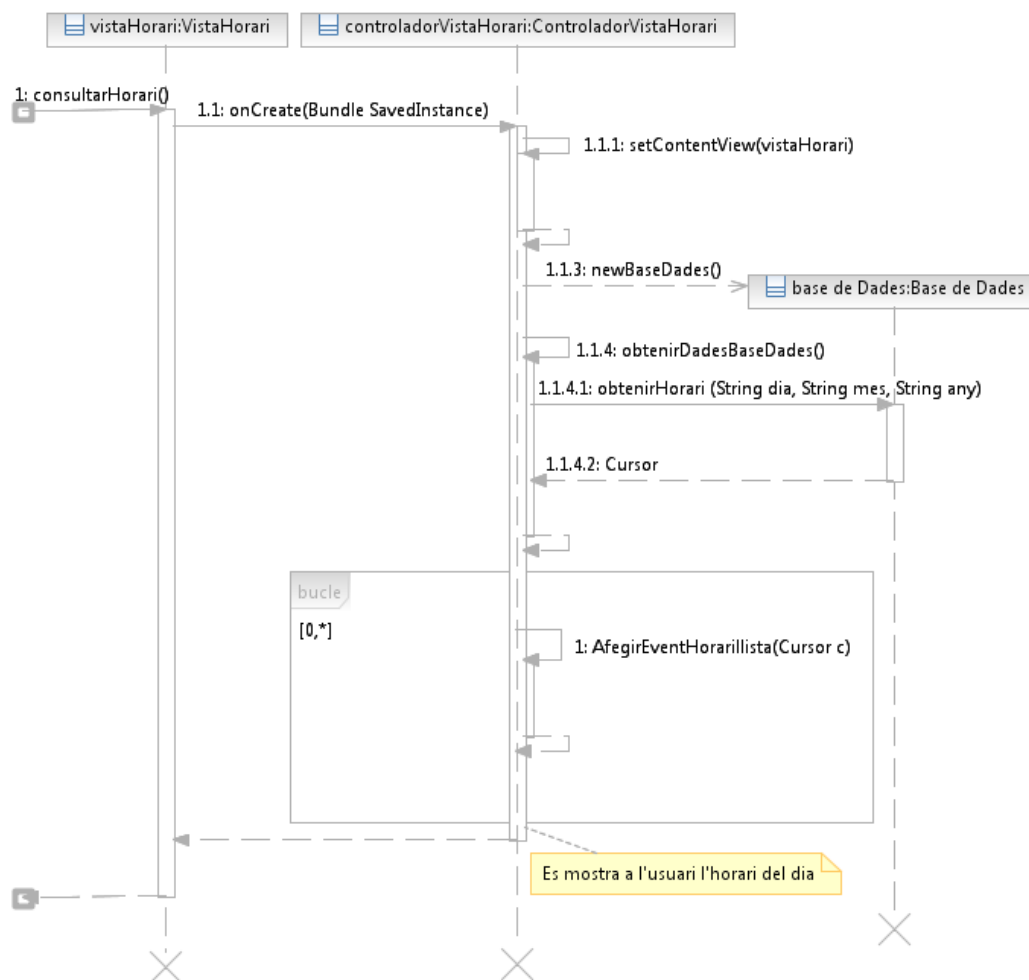 vistaHorari:VistaHorari
controladorVistaHorari:ControladorVistaHorari
1: consultarHorari()
1.1: onCreate(Bundle SavedInstance)
1.1.1: setContentView(vistaHorari)
1.1.3: newBaseDades()
base de Dades:Base de Dades
1.1.4: obtenirDadesBaseDades()
1.1.4.1: obtenirHorari (String dia, String mes, String any)
1.1.4.2: Cursor
bucle
[0,*]
1: AfegirEventHorarillista(Cursor c)
Es mostra a l'usuari l'horari del dia